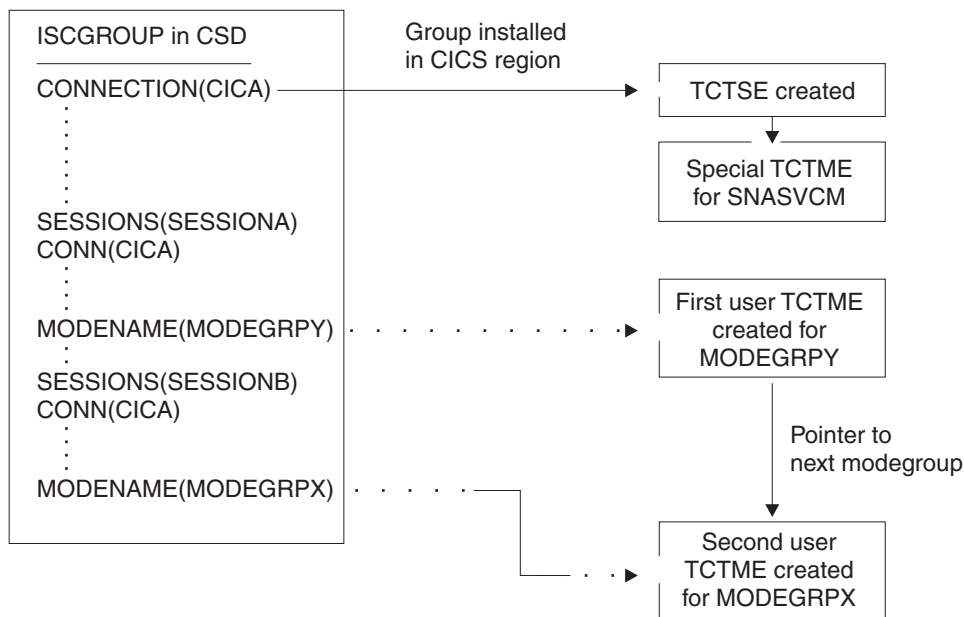 ISCGROUP in CSD
CONNECTION(CICA)
SESSIONS(SESSIONA)
CONN(CICA)
MODENAME(MODEGRPY)
SESSIONS(SESSIONB)
CONN(CICA)
MODENAME(MODEGRPX)
Group installed
in CICS region
TCTSE created
Special TCTME
for SNASVCM
First user TCTME
created for
MODEGRPY
Pointer to
next modegroup
Second user
TCTME created
for MODEGRPX